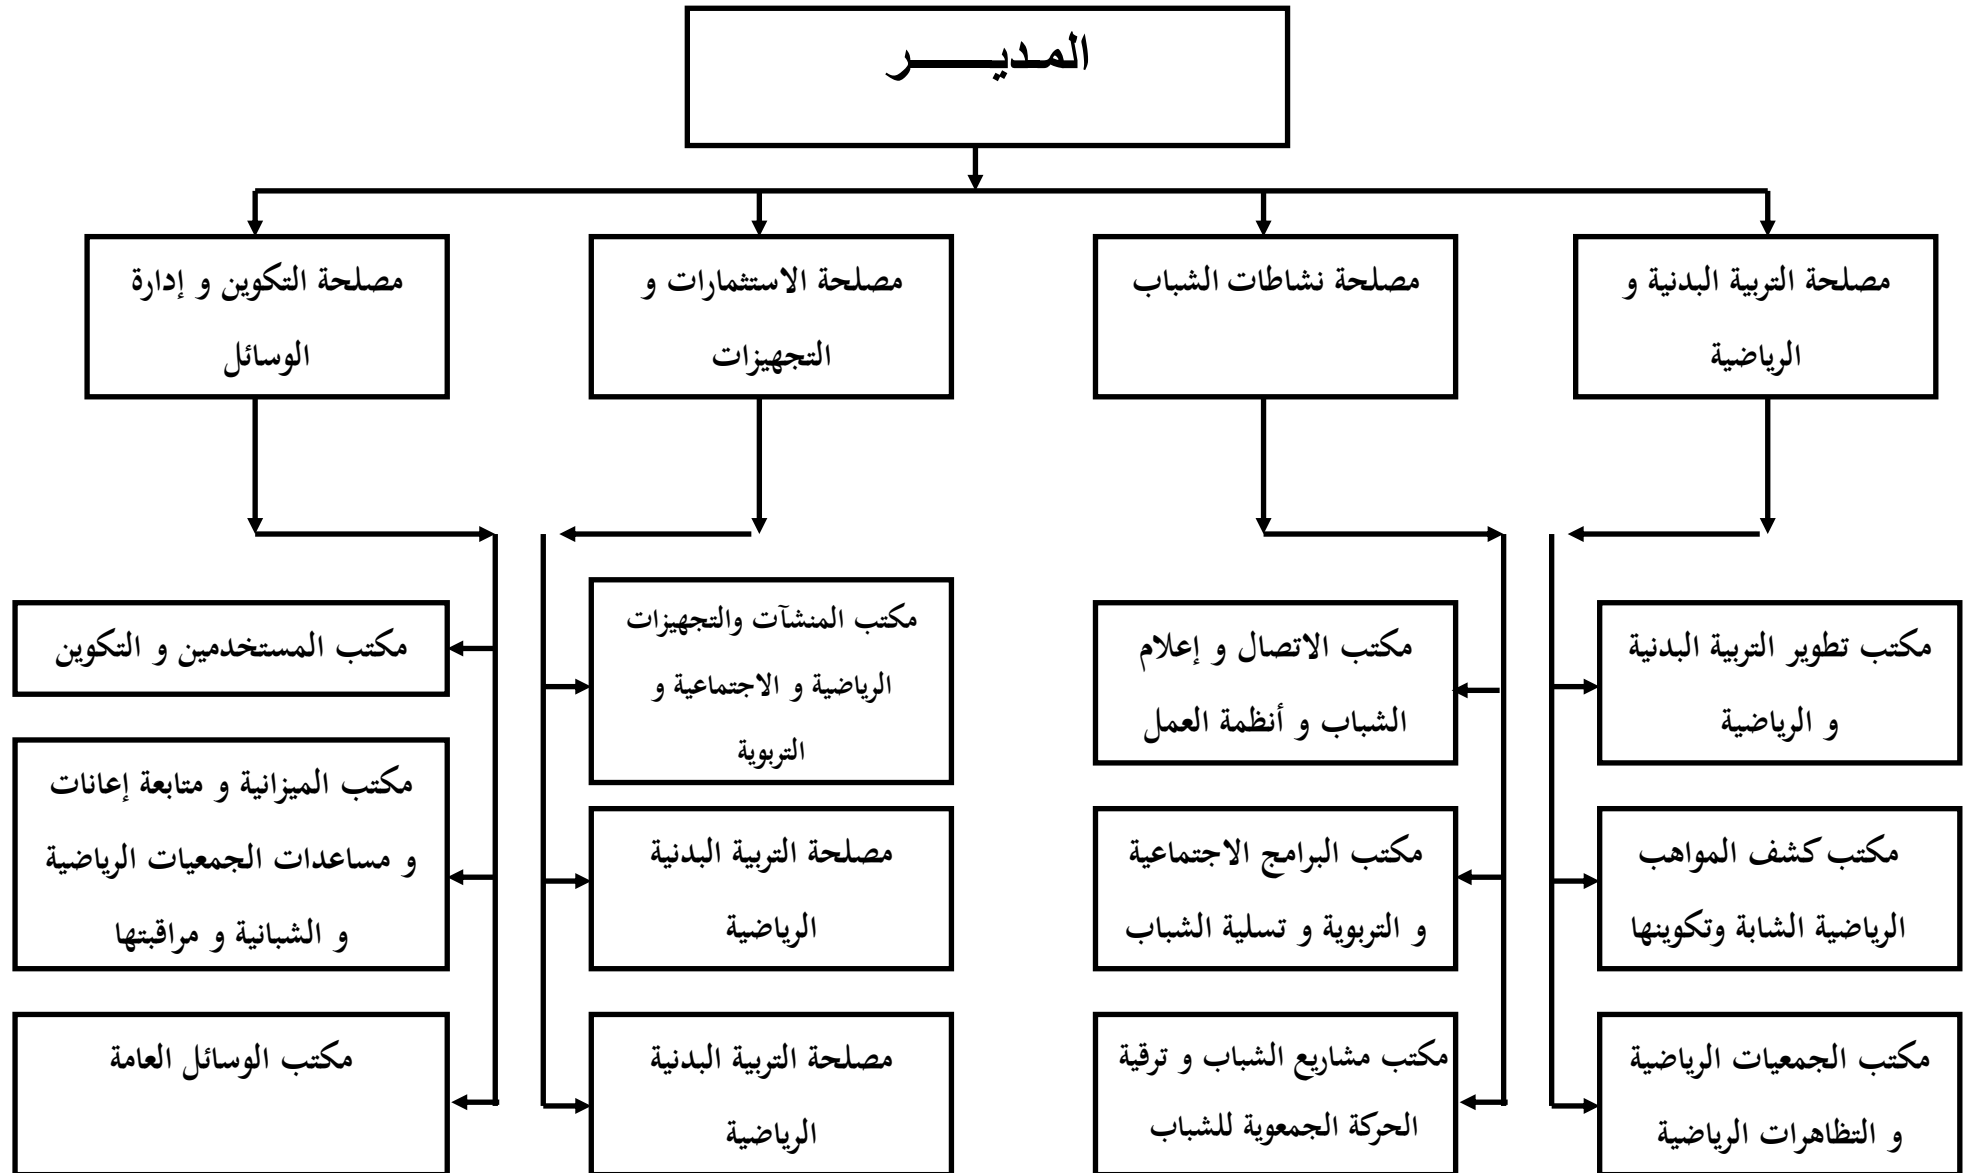 المديـــــــر
مصلحة التربية البدنية و
الرياضية
مصلحة نشاطات الشباب
مصلحة الاستثمارات و
التجهيزات
مصلحة التكوين و إدارة
الوسائل
مكتب تطوير التربية البدنية
و الرياضية
مكتب كشف المواهب
الرياضية الشابة وتكوينها
مكتب الجمعيات الرياضية
و التظاهرات الرياضية
مكتب الاتصال و إعلام
الشباب و أنظمة العمل
مكتب البرامج الاجتماعية
و التربوية و تسلية الشباب
مكتب مشاريع الشباب و ترقية
الحركة الجمعوية للشباب
مكتب المنشآت والتجهيزات
الرياضية و الاجتماعية و
التربوية
مصلحة التربية البدنية
الرياضية
مصلحة التربية البدنية
الرياضية
مكتب المستخدمين و التكوين
مكتب الميزانية و متابعة إعانات
و مساعدات الجمعيات الرياضية
و الشبانية و مراقبتها
مكتب الوسائل العامة